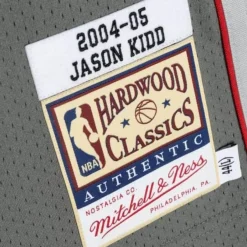 2004-05
JASON KIDD
HARDWOOD
NBA
CLASSICS
AUTHENTIC
NOSTALGIA CO.
PHILADELPHIA, PA.
Mitchell & Ness